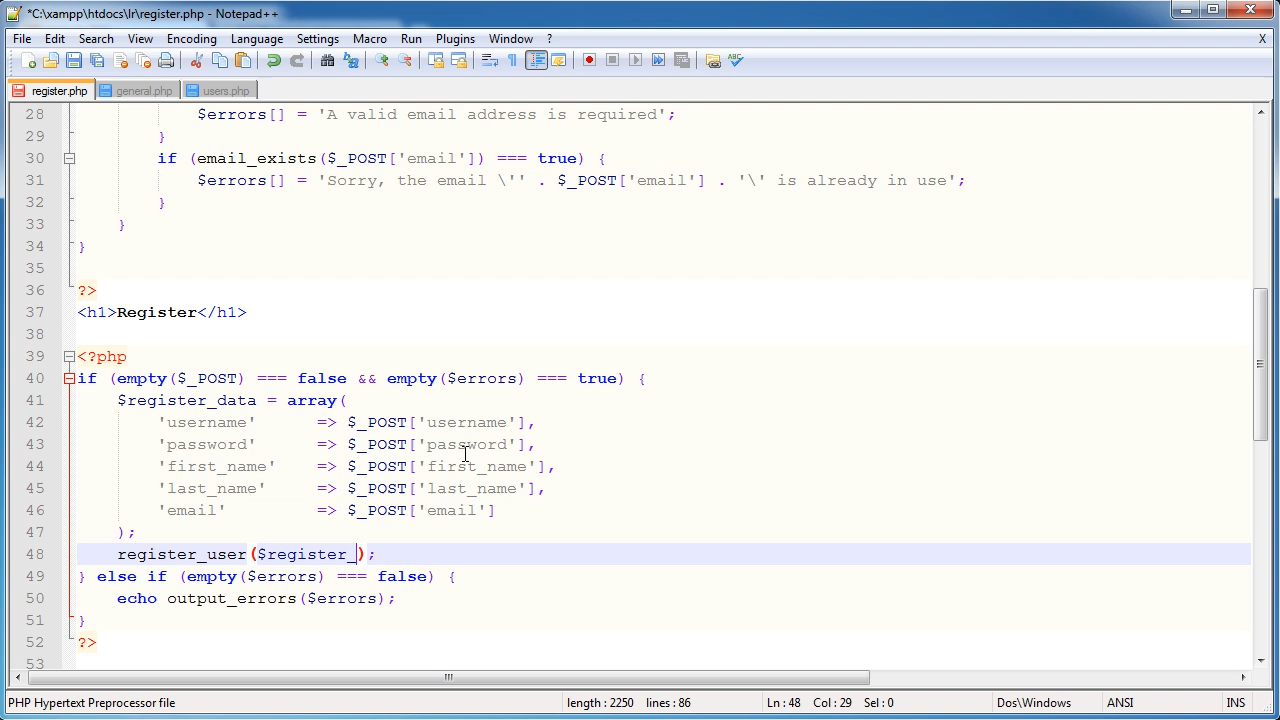 *C:\xampp\htdocs\lr\register.php - Notepad++
File Edit Search View Encoding Language Settings Macro Run Plugins Window ? X
register.php general.php users.php
28 $errors[] = 'A valid email address is required';
29 }
30 if (email_exists($_POST['email']) === true) {
31 $errors[] = 'Sorry, the email \'' . $_POST['email'] . '\' is already in use';
32 }
33 }
34 }
35
36 ?>
37 <h1>Register</h1>
38
39 <?php
40 if (empty($_POST) === false && empty($errors) === true) {
41 $register_data = array(
42 'username' => $_POST['username'],
43 'password' => $_POST['password'],
44 'first_name' => $_POST['first_name'],
45 'last_name' => $_POST['last_name'],
46 'email' => $_POST['email']
47 );
48 register_user($register_);
49 } else if (empty($errors) === false) {
50 echo output_errors($errors);
51 }
52 ?>
53
PHP Hypertext Preprocessor file length : 2250 lines : 86 Ln : 48 Col : 29 Sel : 0 Dos\Windows ANSI INS